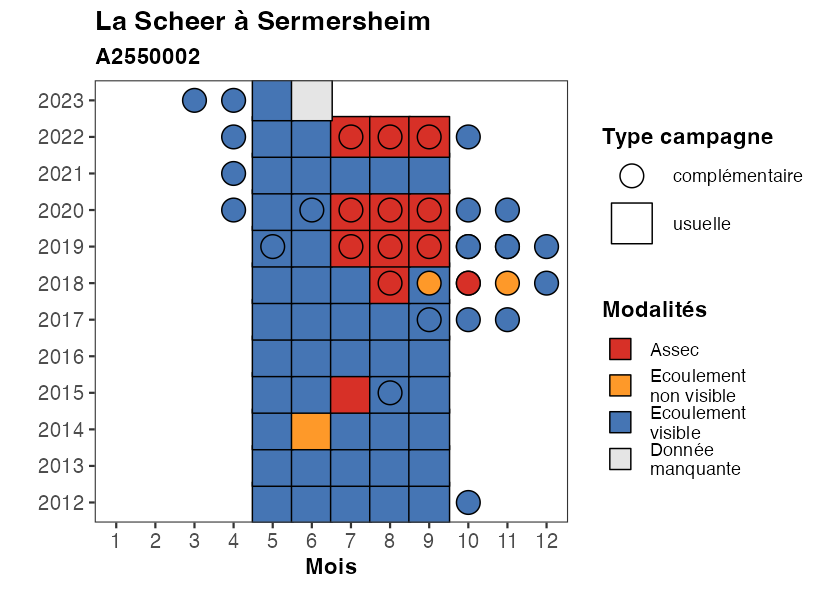 La Scheer à Sermersheim
A2550002
2023
2022
2021
2020
2019
2018
2017
2016
2015
2014
2013
2012
1 2 3 4 5 6 7 8 9 10 11 12
Mois
Type campagne
complémentaire
usuelle
Modalités
Assec
Ecoulement
non visible
Ecoulement
visible
Donnée
manquante